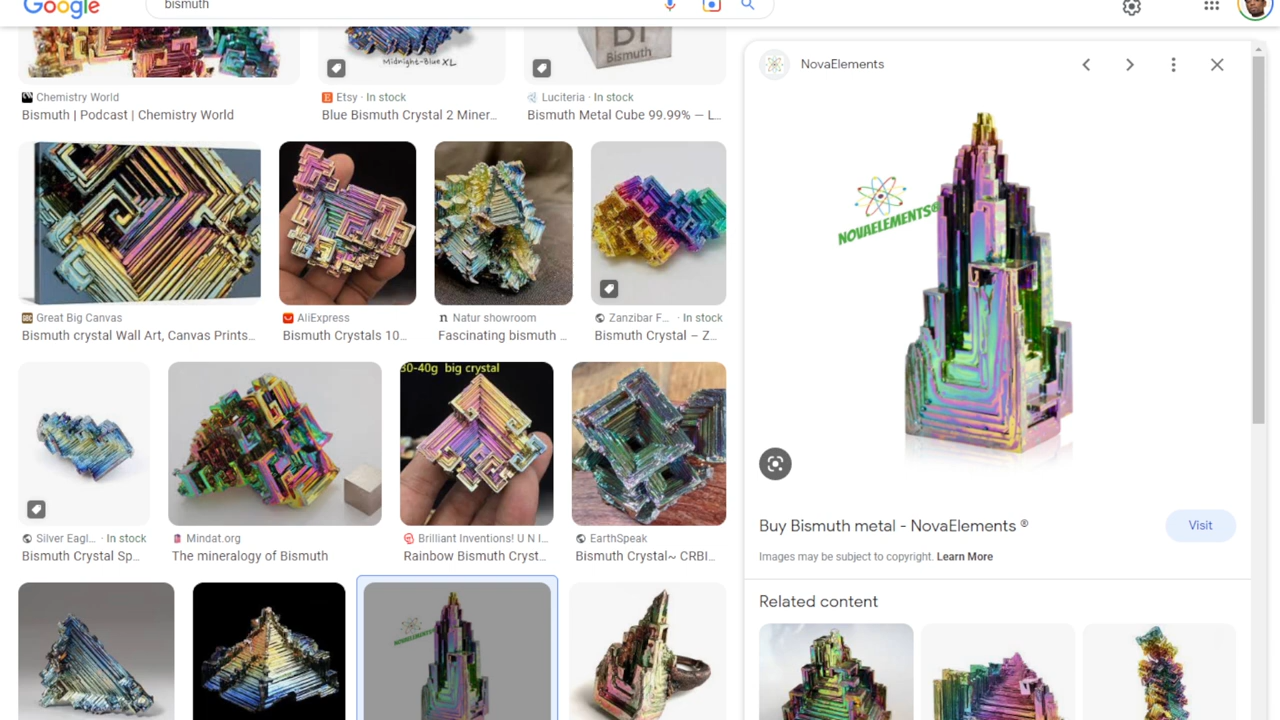 Google
bismuth
Midnight-Blue XL
Bi
Bismuth
Chemistry World
Bismuth | Podcast | Chemistry World
Etsy · In stock
Blue Bismuth Crystal 2 Miner...
Luciteria · In stock
Bismuth Metal Cube 99.99% — L...
Great Big Canvas
Bismuth crystal Wall Art, Canvas Prints...
AliExpress
Bismuth Crystals 10...
Natur showroom
Fascinating bismuth ...
Zanzibar F... · In stock
Bismuth Crystal – Z...
30-40g big crystal
Silver Eagl... · In stock
Bismuth Crystal Sp...
Mindat.org
The mineralogy of Bismuth
Brilliant Inventions! U N I...
Rainbow Bismuth Cryst...
EarthSpeak
Bismuth Crystal~ CRBI...
NOVAELEMENTS
NovaElements
NOVAELEMENTS®
Buy Bismuth metal - NovaElements ®
Visit
Images may be subject to copyright. Learn More
Related content